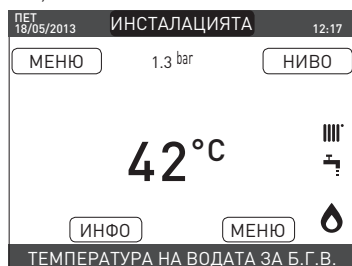 ПЕТ
18/05/2013 ИНСТАЛАЦИЯТА 12:17
МЕНЮ 1.3 bar НИВО
42°C
ИНФО МЕНЮ
ТЕМПЕРАТУРА НА ВОДАТА ЗА Б.Г.В.